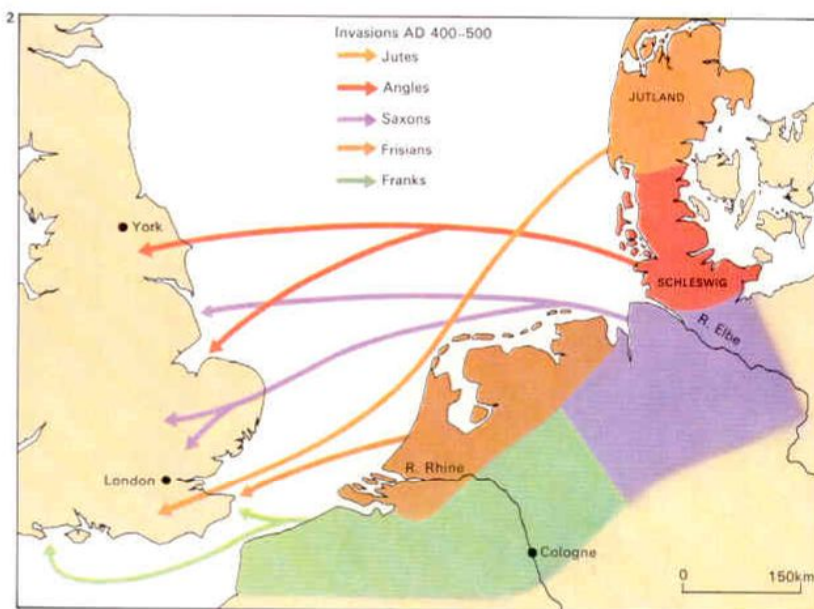 2
Invasions AD 400–500
Jutes
Angles
Saxons
Frisians
Franks
JUTLAND
York
SCHLESWIG
R. Elbe
R. Rhine
London
Cologne
0 150km